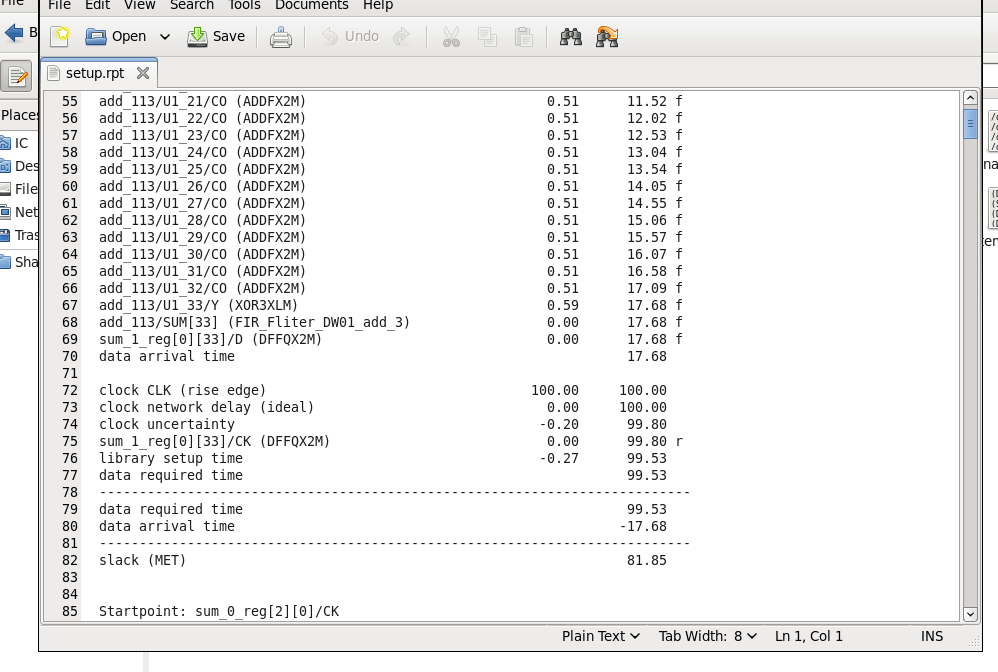 File Edit View Search Tools Documents Help
Open Save Undo
setup.rpt
Places
IC
File
55 add_113/U1_21/CO (ADDFX2M) 0.51 11.52 f
56 add_113/U1_22/CO (ADDFX2M) 0.51 12.02 f
57 add_113/U1_23/CO (ADDFX2M) 0.51 12.53 f
58 add_113/U1_24/CO (ADDFX2M) 0.51 13.04 f
59 add_113/U1_25/CO (ADDFX2M) 0.51 13.54 f
60 add_113/U1_26/CO (ADDFX2M) 0.51 14.05 f
61 add_113/U1_27/CO (ADDFX2M) 0.51 14.55 f
62 add_113/U1_28/CO (ADDFX2M) 0.51 15.06 f
63 add_113/U1_29/CO (ADDFX2M) 0.51 15.57 f
64 add_113/U1_30/CO (ADDFX2M) 0.51 16.07 f
65 add_113/U1_31/CO (ADDFX2M) 0.51 16.58 f
66 add_113/U1_32/CO (ADDFX2M) 0.51 17.09 f
67 add_113/U1_33/Y (XOR3XLM) 0.59 17.68 f
68 add_113/SUM[33] (FIR_Fliter_DW01_add_3) 0.00 17.68 f
69 sum_1_reg[0][33]/D (DFFQX2M) 0.00 17.68 f
70 data arrival time 17.68
71
72 clock CLK (rise edge) 100.00 100.00
73 clock network delay (ideal) 0.00 100.00
74 clock uncertainty -0.20 99.80
75 sum_1_reg[0][33]/CK (DFFQX2M) 0.00 99.80 r
76 library setup time -0.27 99.53
77 data required time 99.53
78 --------------------------------------------------------------------------
79 data required time 99.53
80 data arrival time -17.68
81 --------------------------------------------------------------------------
82 slack (MET) 81.85
83
84
85 Startpoint: sum_0_reg[2][0]/CK
Plain Text Tab Width: 8 Ln 1, Col 1 INS